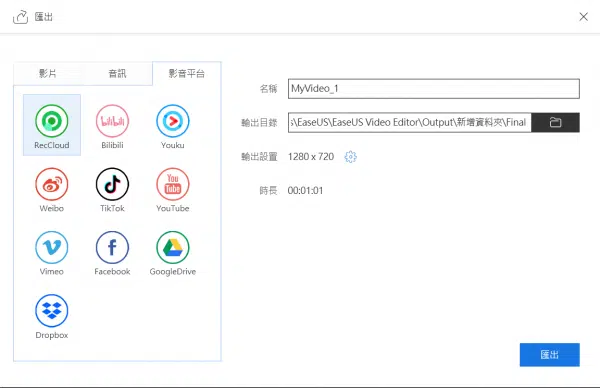 匯出
影片 音訊 影音平台
RecCloud Bilibili Youku
Weibo TikTok YouTube
Vimeo Facebook GoogleDrive
Dropbox
名稱 MyVideo_1
輸出目錄 :\EaseUS\EaseUS Video Editor\Output\新增資料夾\Final
輸出設置 1280 x 720
時長 00:01:01
匯出